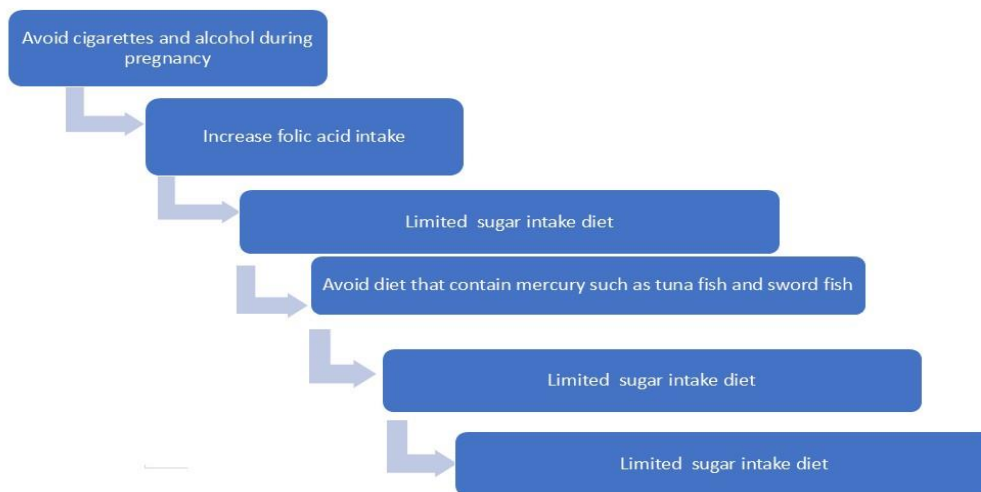 Avoid cigarettes and alcohol during
pregnancy
Increase folic acid intake
Limited sugar intake diet
Avoid diet that contain mercury such as tuna fish and sword fish
Limited sugar intake diet
Limited sugar intake diet